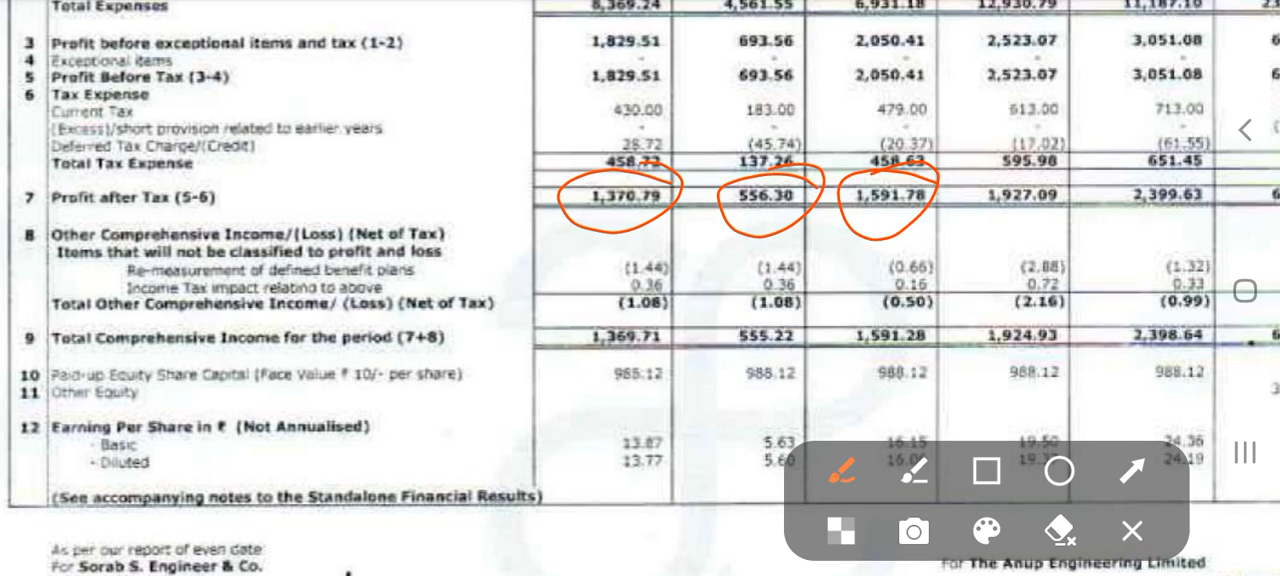 Total Expenses 8,369.24 4,561.55 6,931.18 12,930.79 11,187.10
3 Profit before exceptional items and tax (1-2) 1,829.51 693.56 2,050.41 2,523.07 3,051.08 6
4 Exceptional items - - - - -
5 Profit Before Tax (3-4) 1,829.51 693.56 2,050.41 2,523.07 3,051.08 6
6 Tax Expense
Current Tax 430.00 183.00 479.00 613.00 713.00
(Excess)/short provision related to earlier years - - - - - (
Deferred Tax Charge/(Credit) 28.72 (45.74) (20.37) (17.02) (61.55)
Total Tax Expense 458.72 137.26 458.63 595.98 651.45
7 Profit after Tax (5-6) 1,370.79 556.30 1,591.78 1,927.09 2,399.63 6
8 Other Comprehensive Income/(Loss) (Net of Tax)
Items that will not be classified to profit and loss
Re-measurement of defined benefit plans (1.44) (1.44) (0.66) (2.88) (1.32)
Income Tax impact relating to above 0.36 0.36 0.16 0.72 0.33
Total Other Comprehensive Income/ (Loss) (Net of Tax) (1.08) (1.08) (0.50) (2.16) (0.99)
9 Total Comprehensive Income for the period (7+8) 1,369.71 555.22 1,591.28 1,924.93 2,398.64 6
10 Paid-up Equity Share Capital (Face Value ₹ 10/- per share) 988.12 988.12 988.12 988.12
11 Other Equity 3
12 Earning Per Share in ₹ (Not Annualised)
- Basic 13.87 5.63 16.15 19.50 24.36
- Diluted 13.77 5.60 24.19
(See accompanying notes to the Standalone Financial Results)
As per our report of even date
For Sorab S. Engineer & Co. For The Anup Engineering Limited